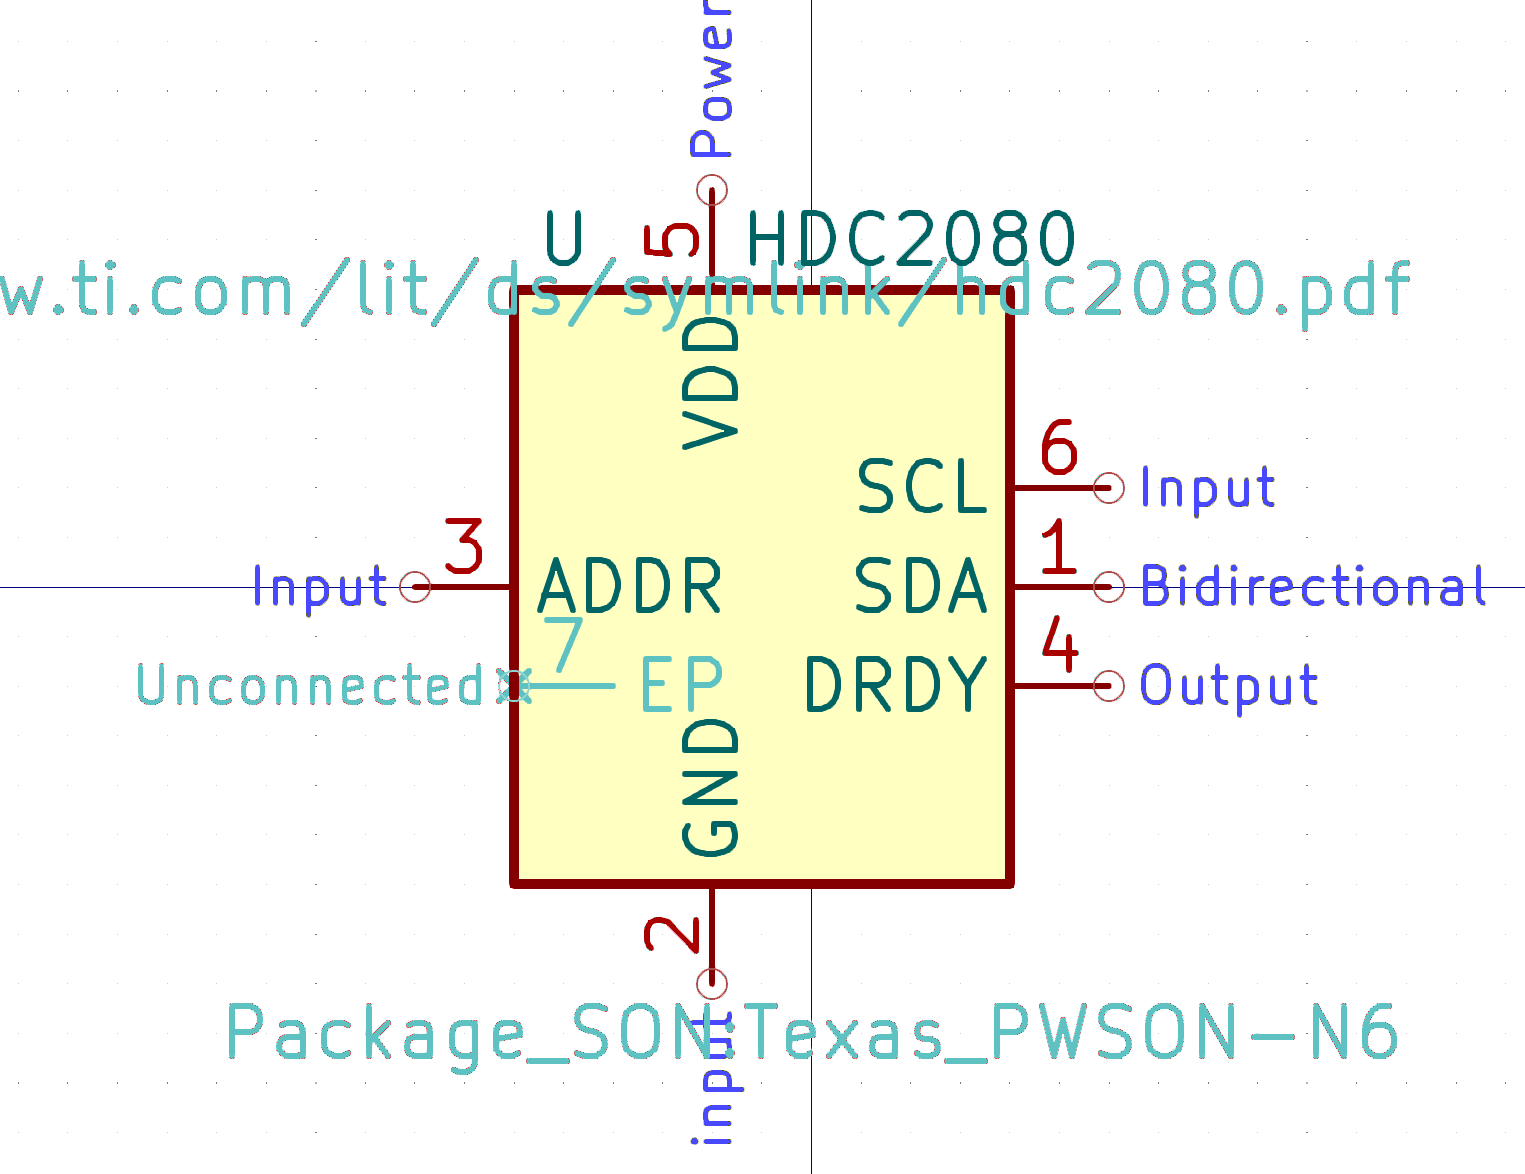 Power
U
5
HDC2080
w.ti.com/lit/ds/symlink/hdc2080.pdf
VDD
6
SCL
Input
3
1
Input
ADDR
SDA
Bidirectional
7
4
Unconnected
EP
DRDY
Output
GND
2
Package_SON:Texas_PWSON-N6
input